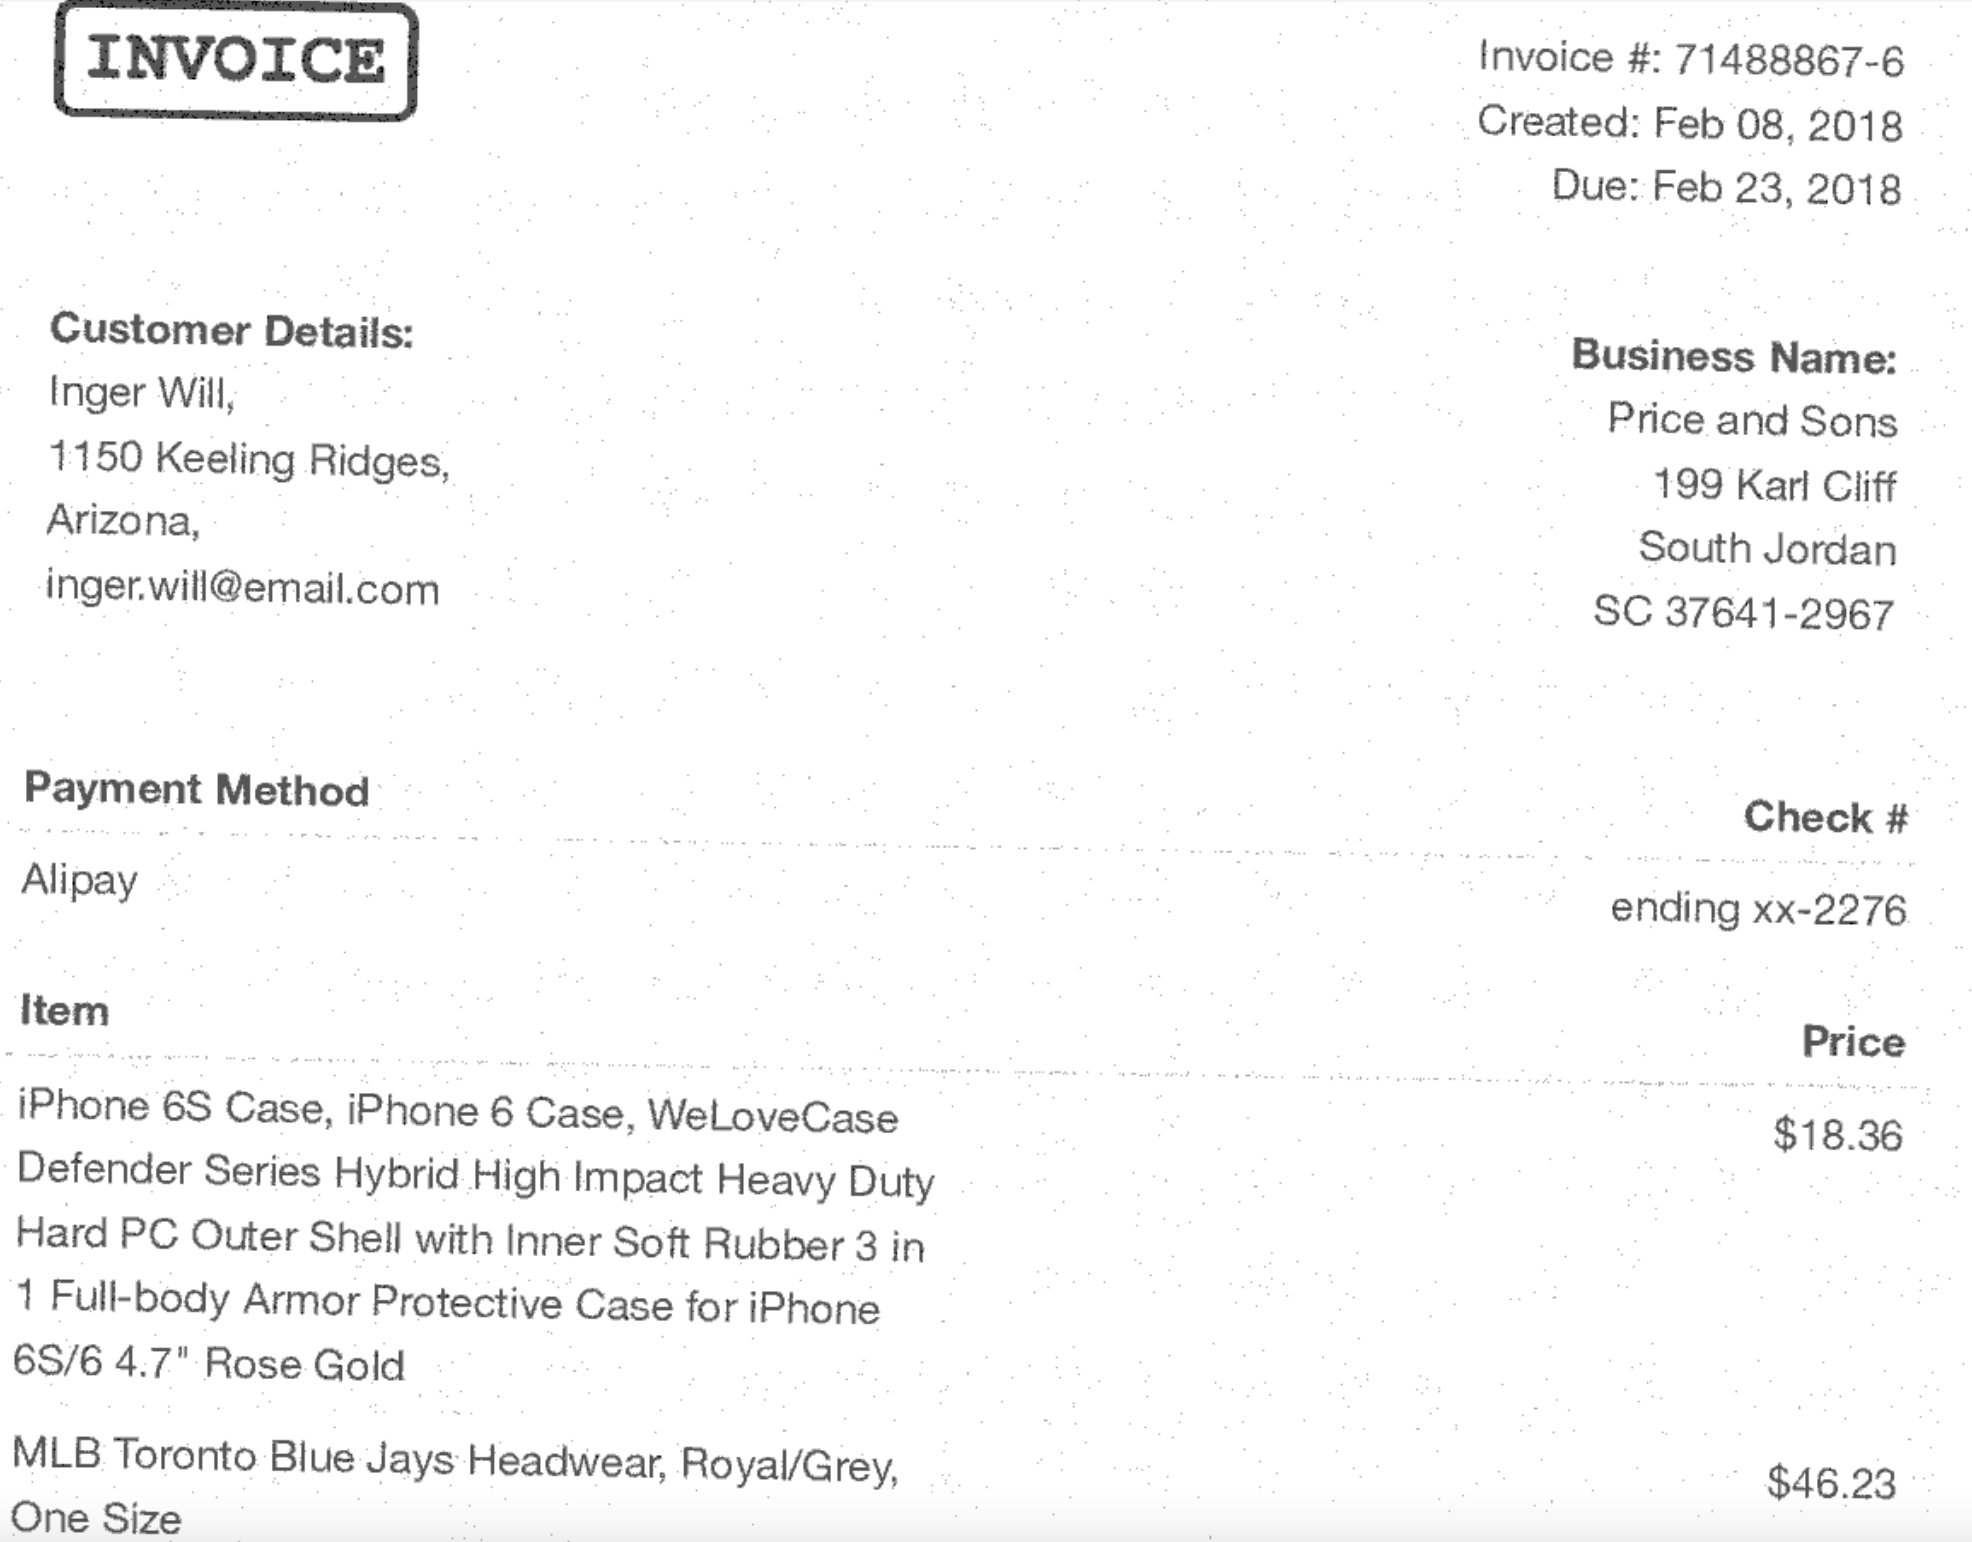 INVOICE
Invoice #: 71488867-6
Created: Feb 08, 2018
Due: Feb 23, 2018
Customer Details:
Inger Will,
1150 Keeling Ridges,
Arizona,
inger.will@email.com
Business Name:
Price and Sons
199 Karl Cliff
South Jordan
SC 37641-2967
Payment Method
Check #
Alipay
ending xx-2276
Item
Price
iPhone 6S Case, iPhone 6 Case, WeLoveCase
$18.36
Defender Series Hybrid High Impact Heavy Duty
Hard PC Outer Shell with Inner Soft Rubber 3 in
1 Full-body Armor Protective Case for iPhone
6S/6 4.7" Rose Gold
MLB Toronto Blue Jays Headwear, Royal/Grey,
$46.23
One Size